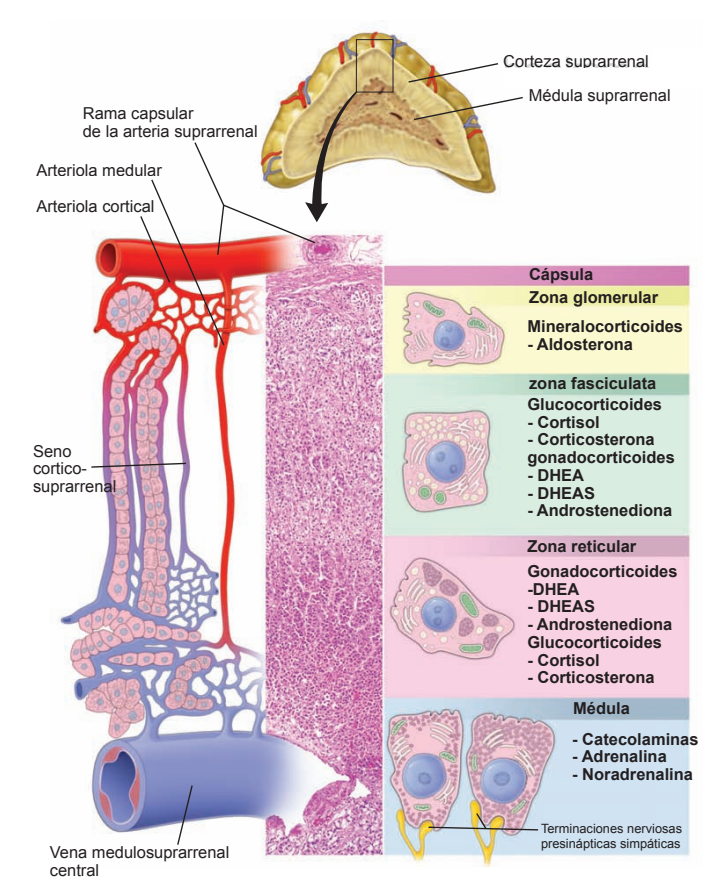 Corteza suprarrenal
Médula suprarrenal
Rama capsular
de la arteria suprarrenal
Arteriola medular
Arteriola cortical
Seno
cortico-
suprarrenal
Vena medulosuprarrenal
central
Cápsula
Zona glomerular
Mineralocorticoides
- Aldosterona
zona fasciculata
Glucocorticoides
- Cortisol
- Corticosterona
gonadocorticoides
- DHEA
- DHEAS
- Androstenediona
Zona reticular
Gonadocorticoides
-DHEA
- DHEAS
- Androstenediona
Glucocorticoides
- Cortisol
- Corticosterona
Médula
- Catecolaminas
- Adrenalina
- Noradrenalina
Terminaciones nerviosas
presinápticas simpáticas